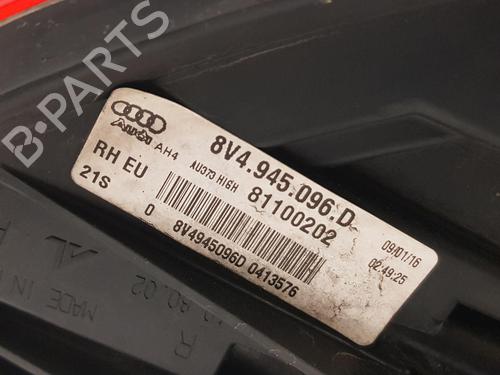 B-PARTS
Audi AH4
8V4.945.096.D
RH EU
AU373 HIGH
81100202
21S
09/01/16
02:49:25
0 8V4945096D 0413576
MADE IN
R